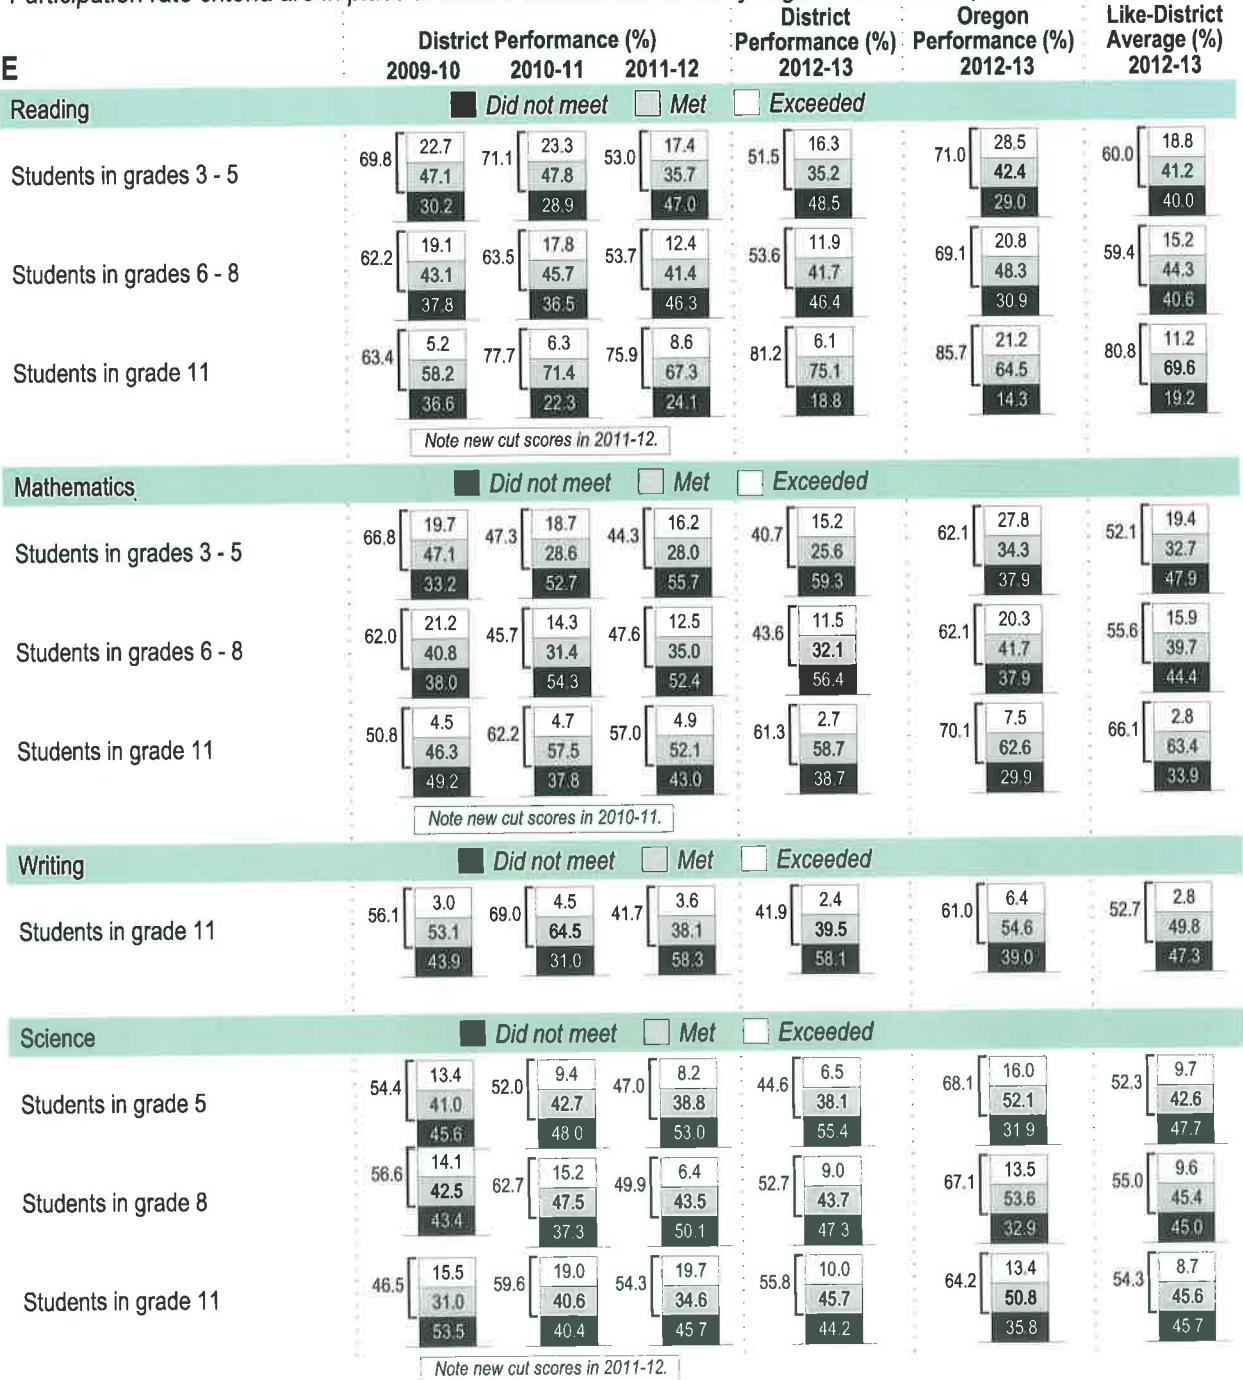 District Performance (%)
District Performance (%)
Oregon Performance (%)
Like-District Average (%)
E 2009-10 2010-11 2011-12 2012-13 2012-13 2012-13
Reading Did not meet Met Exceeded
Students in grades 3 - 5
69.8 22.7 71.1 23.3 53.0 17.4 51.5 16.3 71.0 28.5 60.0 18.8
47.1 47.8 35.7 35.2 42.4 41.2
30.2 28.9 47.0 48.5 29.0 40.0
Students in grades 6 - 8
62.2 19.1 63.5 17.8 53.7 12.4 53.6 11.9 69.1 20.8 59.4 15.2
43.1 45.7 41.4 41.7 48.3 44.3
37.8 36.5 46.3 46.4 30.9 40.6
Students in grade 11
63.4 5.2 77.7 6.3 75.9 8.6 81.2 6.1 85.7 21.2 80.8 11.2
58.2 71.4 67.3 75.1 64.5 69.6
36.6 22.3 24.1 18.8 14.3 19.2
Note new cut scores in 2011-12.
Mathematics Did not meet Met Exceeded
Students in grades 3 - 5
66.8 19.7 47.3 18.7 44.3 16.2 40.7 15.2 62.1 27.8 52.1 19.4
47.1 28.6 28.0 25.6 34.3 32.7
33.2 52.7 55.7 59.3 37.9 47.9
Students in grades 6 - 8
62.0 21.2 45.7 14.3 47.6 12.5 43.6 11.5 62.1 20.3 55.6 15.9
40.8 31.4 35.0 32.1 41.7 39.7
38.0 54.3 52.4 56.4 37.9 44.4
Students in grade 11
50.8 4.5 62.2 4.7 57.0 4.9 61.3 2.7 70.1 7.5 66.1 2.8
46.3 57.5 52.1 58.7 62.6 63.4
49.2 37.8 43.0 38.7 29.9 33.9
Note new cut scores in 2010-11.
Writing Did not meet Met Exceeded
Students in grade 11
56.1 3.0 69.0 4.5 41.7 3.6 41.9 2.4 61.0 6.4 52.7 2.8
53.1 64.5 38.1 39.5 54.6 49.8
43.9 31.0 58.3 58.1 39.0 47.3
Science Did not meet Met Exceeded
Students in grade 5
54.4 13.4 52.0 9.4 47.0 8.2 44.6 6.5 68.1 16.0 52.3 9.7
41.0 42.7 38.8 38.1 52.1 42.6
45.6 48.0 53.0 55.4 31.9 47.7
Students in grade 8
56.6 14.1 62.7 15.2 49.9 6.4 52.7 9.0 67.1 13.5 55.0 9.6
42.5 47.5 43.5 43.7 53.6 45.4
43.4 37.3 50.1 47.3 32.9 45.0
Students in grade 11
46.5 15.5 59.6 19.0 54.3 19.7 55.8 10.0 64.2 13.4 54.3 8.7
31.0 40.6 34.6 45.7 50.8 45.6
53.5 40.4 45.7 44.2 35.8 45.7
Note new cut scores in 2011-12.